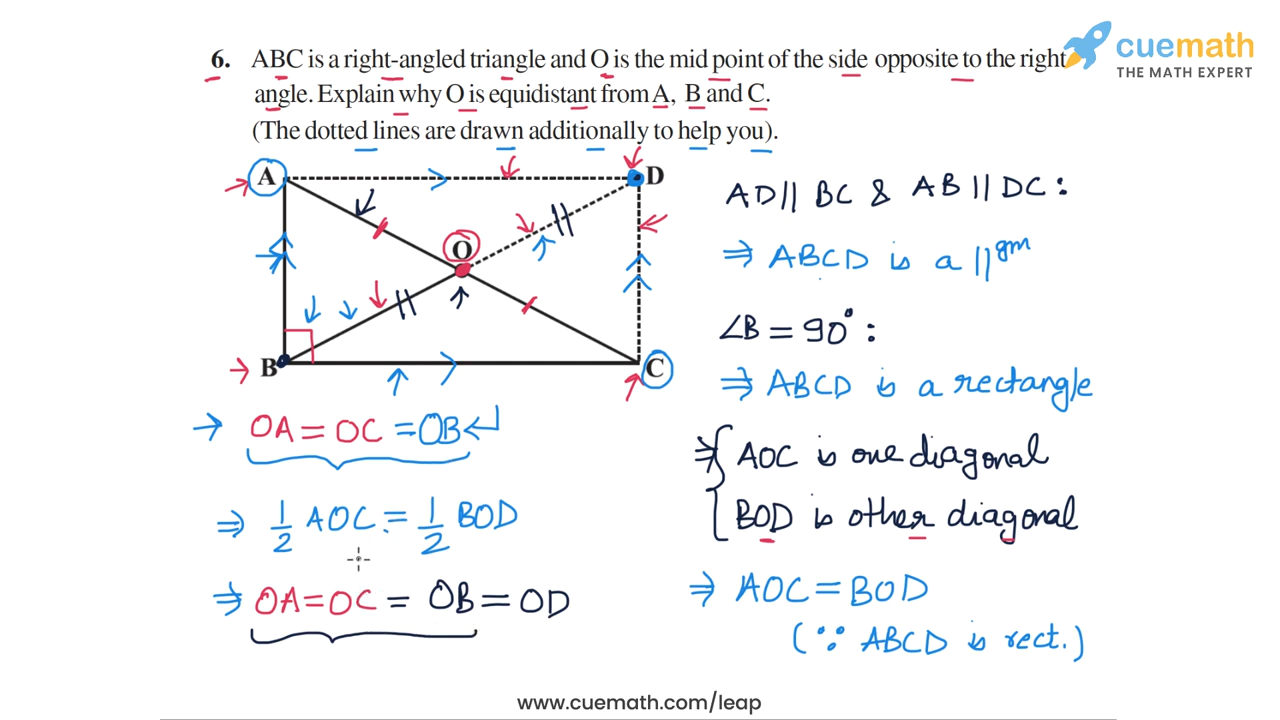 6. ABC is a right-angled triangle and O is the mid point of the side opposite to the right
angle. Explain why O is equidistant from A, B and C.
(The dotted lines are drawn additionally to help you).
cuemath
THE MATH EXPERT
A
D
O
B
C
→ OA = OC = OB
⇒ 1/2 AOC = 1/2 BOD
⇒ OA = OC = OB = OD
AD || BC & AB || DC :
⇒ ABCD is a ||gm
∠B = 90° :
⇒ ABCD is a rectangle
⇒ { AOC is one diagonal
BOD is other diagonal
⇒ AOC = BOD
(∵ ABCD is rect.)
www.cuemath.com/leap